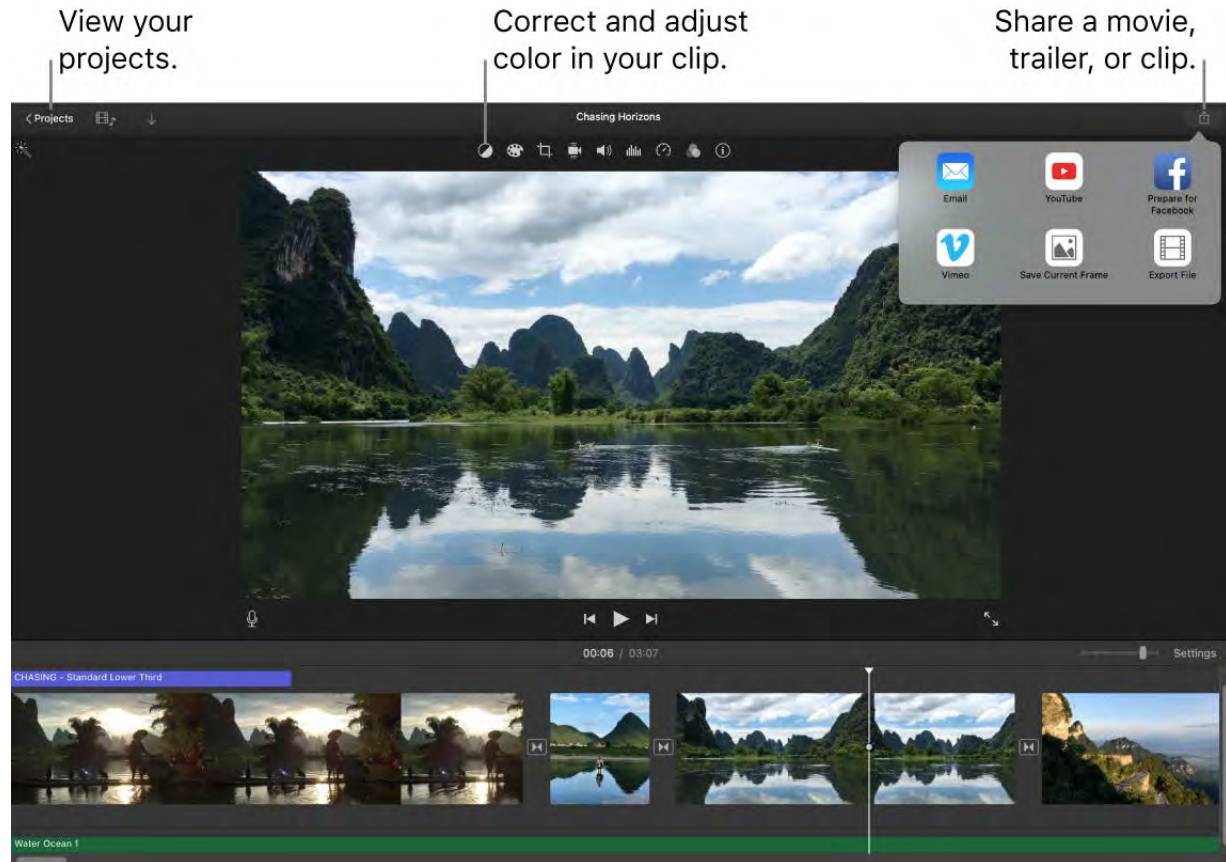 View your
projects.
Correct and adjust
color in your clip.
Share a movie,
trailer, or clip.
Projects
Chasing Horizons
Email
YouTube
Prepare for
Facebook
Vimeo
Save Current Frame
Export File
00:06 / 03:07
Settings
CHASING - Standard Lower Third
Water Ocean 1